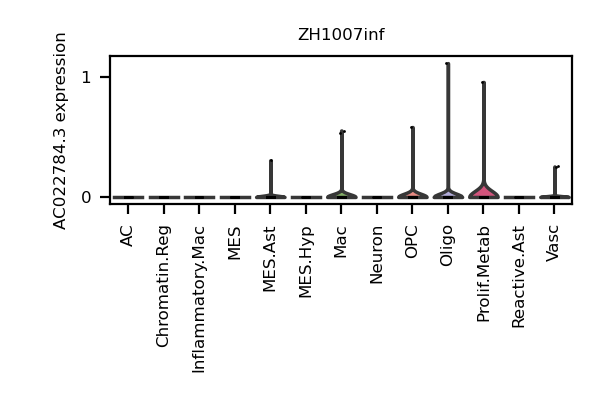 ZH1007inf
AC022784.3 expression
1
0
AC
Chromatin.Reg
Inflammatory.Mac
MES
MES.Ast
MES.Hyp
Mac
Neuron
OPC
Oligo
Prolif.Metab
Reactive.Ast
Vasc